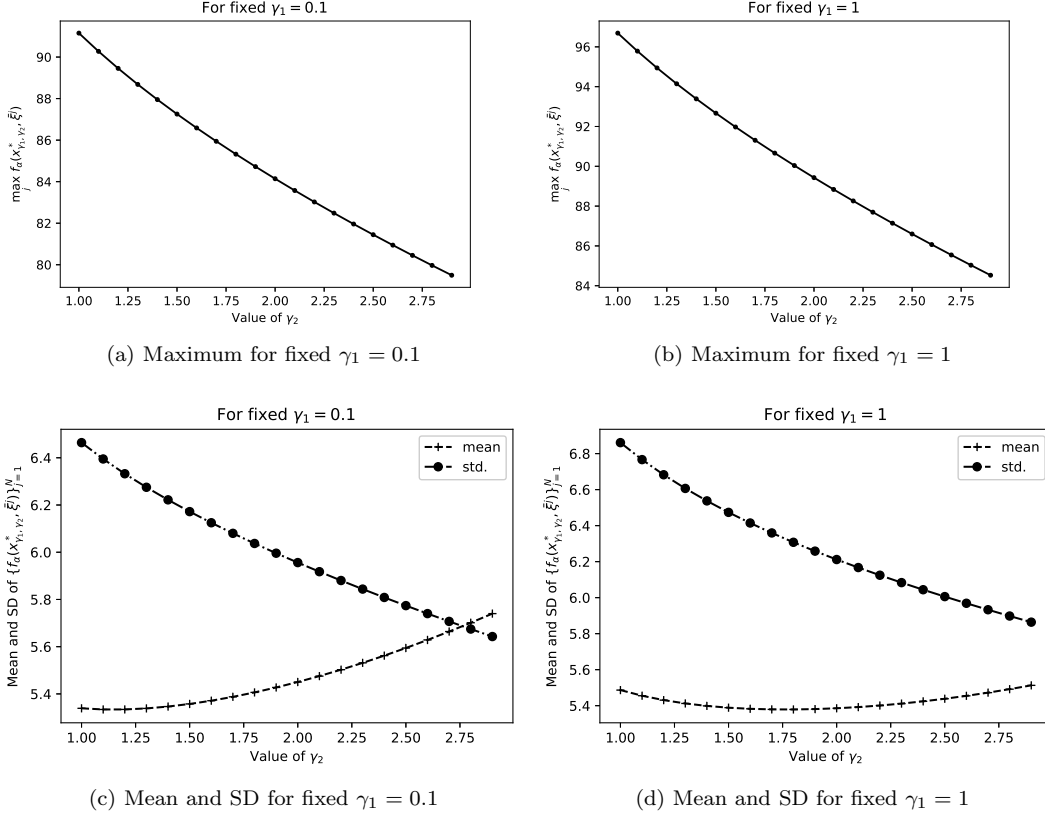 For fixed γ₁ = 0.1
max_j f_α(x*_{γ₁,γ₂}, ξ̄^j)
90
88
86
84
82
80
1.00 1.25 1.50 1.75 2.00 2.25 2.50 2.75
Value of γ₂
(a) Maximum for fixed γ₁ = 0.1
For fixed γ₁ = 1
max_j f_α(x*_{γ₁,γ₂}, ξ̄^j)
96
94
92
90
88
86
84
1.00 1.25 1.50 1.75 2.00 2.25 2.50 2.75
Value of γ₂
(b) Maximum for fixed γ₁ = 1
For fixed γ₁ = 0.1
mean
std.
Mean and SD of {f_α(x*_{γ₁,γ₂}, ξ̄^j)}_{j=1}^N
6.4
6.2
6.0
5.8
5.6
5.4
1.00 1.25 1.50 1.75 2.00 2.25 2.50 2.75
Value of γ₂
(c) Mean and SD for fixed γ₁ = 0.1
For fixed γ₁ = 1
mean
std.
Mean and SD of {f_α(x*_{γ₁,γ₂}, ξ̄^j)}_{j=1}^N
6.8
6.6
6.4
6.2
6.0
5.8
5.6
5.4
1.00 1.25 1.50 1.75 2.00 2.25 2.50 2.75
Value of γ₂
(d) Mean and SD for fixed γ₁ = 1